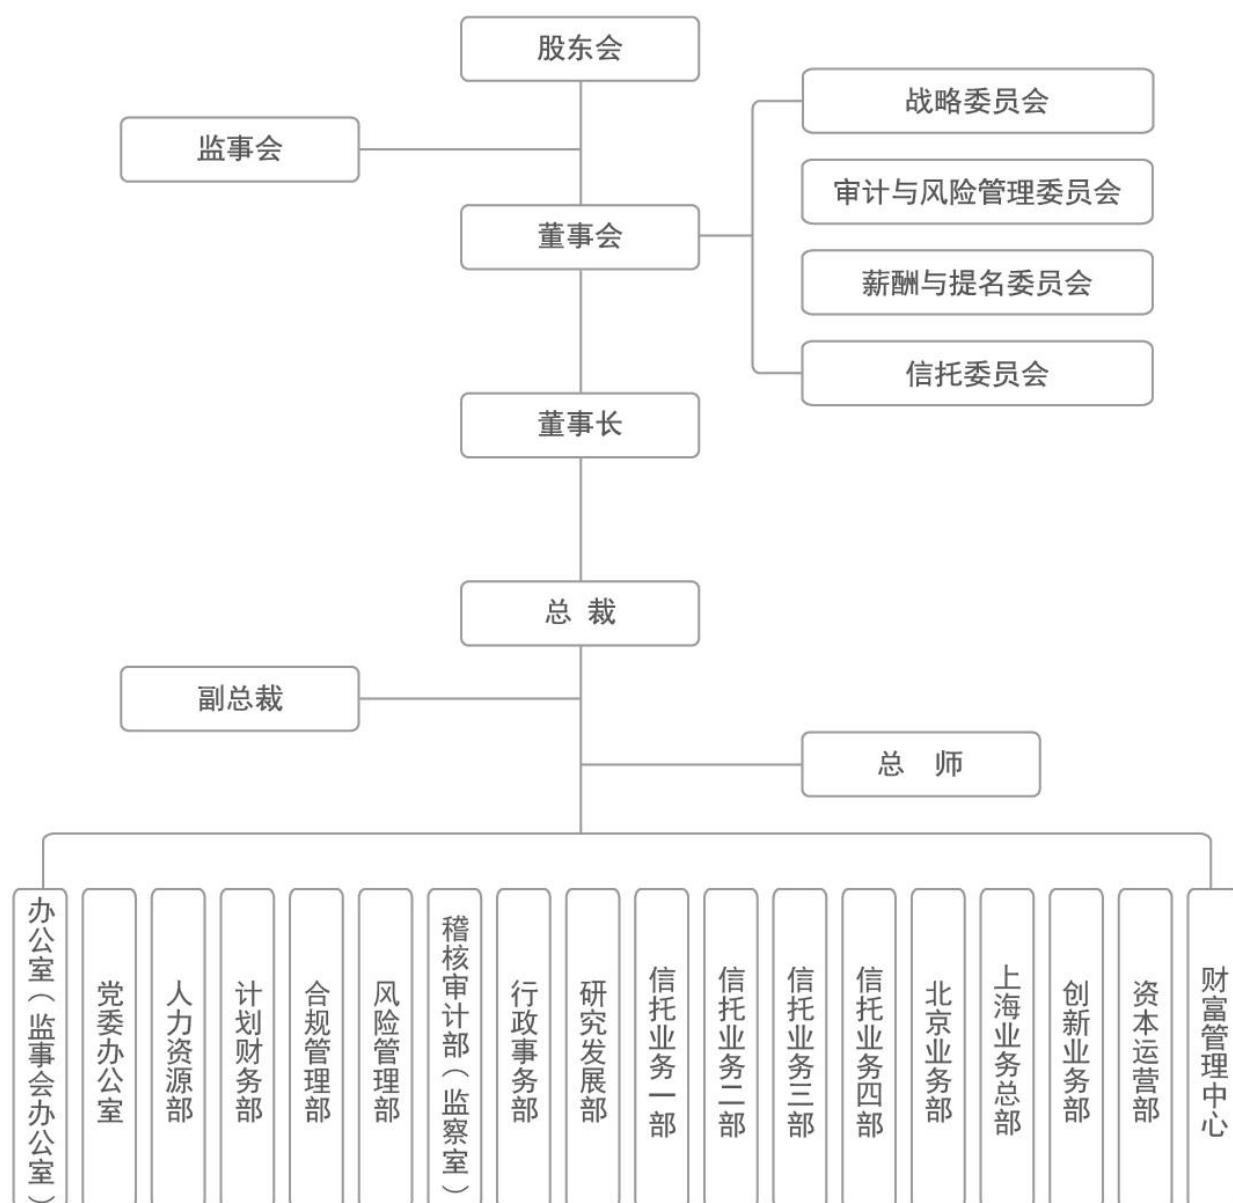 股东会
战略委员会
监事会
审计与风险管理委员会
董事会
薪酬与提名委员会
信托委员会
董事长
总 裁
副总裁
总 师
办公室（监事会办公室）
党委办公室
人力资源部
计划财务部
合规管理部
风险管理部
稽核审计部（监察室）
行政事务部
研究发展部
信托业务一部
信托业务二部
信托业务三部
信托业务四部
北京业务部
上海业务总部
创新业务部
资本运营部
财富管理中心